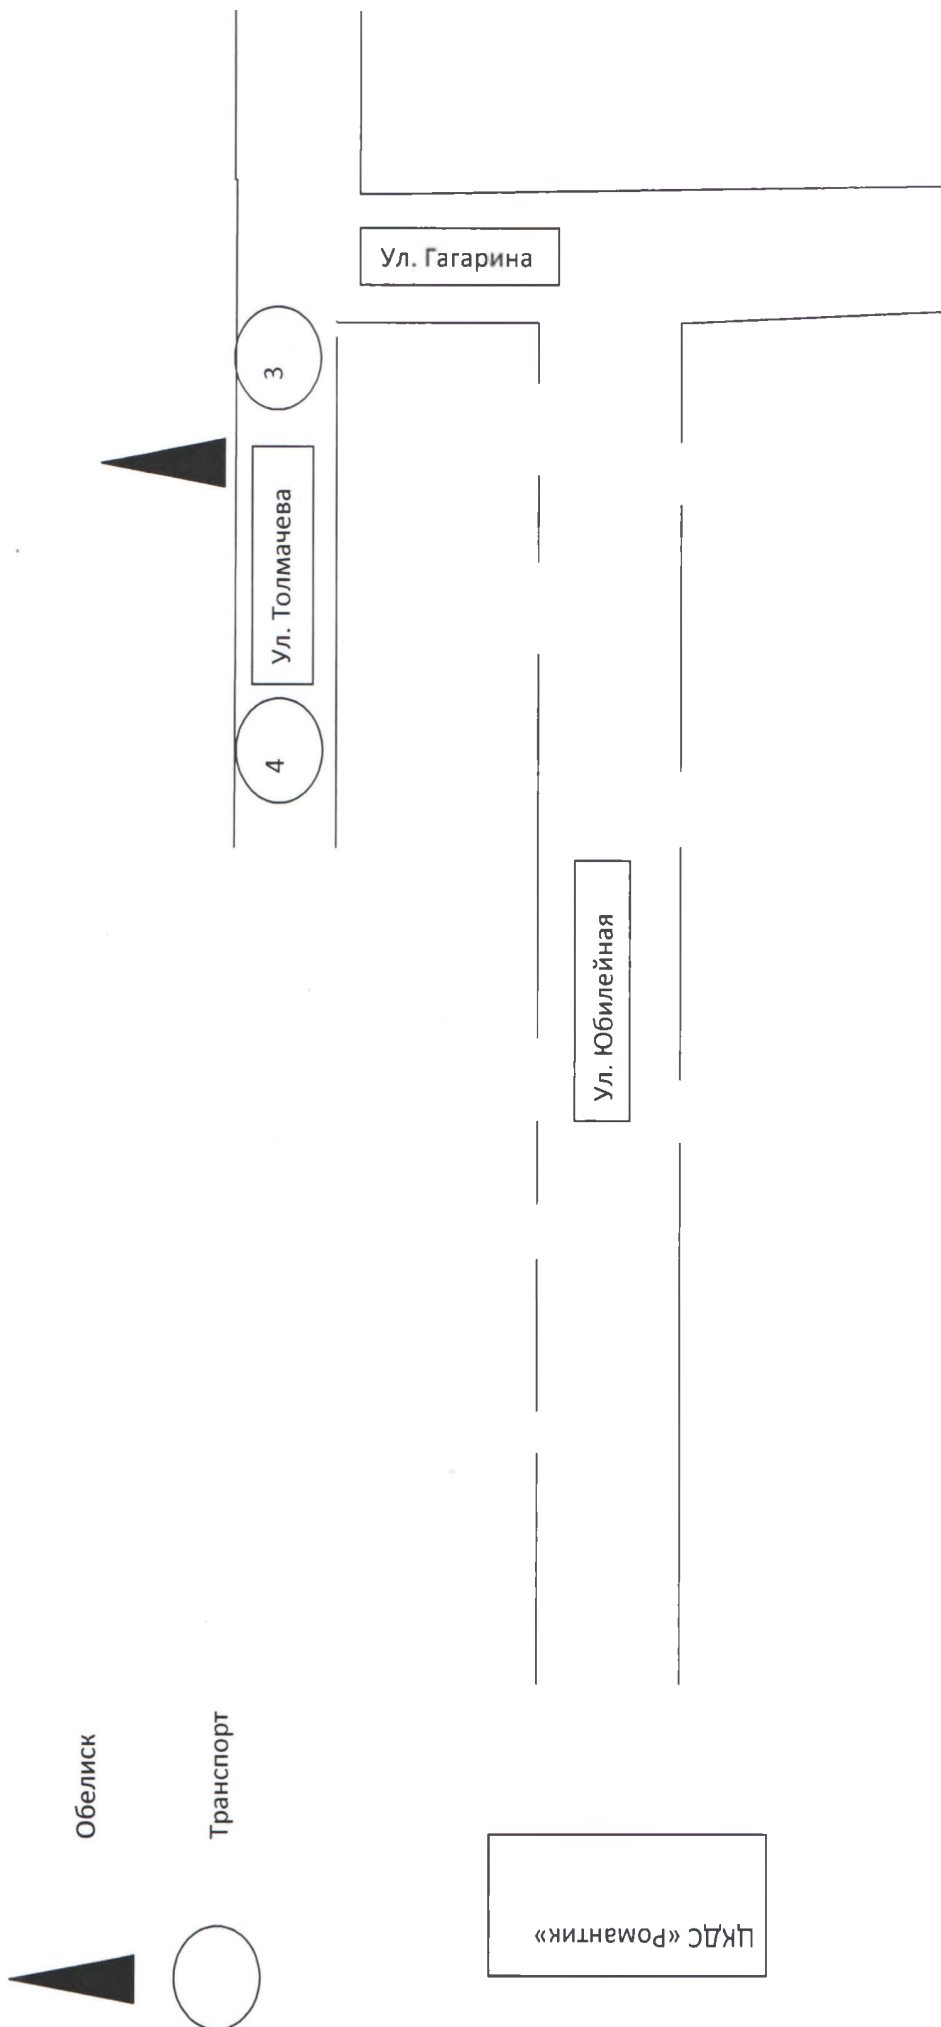 Ул. Гагарина
3
Ул. Толмачева
4
Ул. Юбилейная
Обелиск
Транспорт
ЦКДС «Романтик»